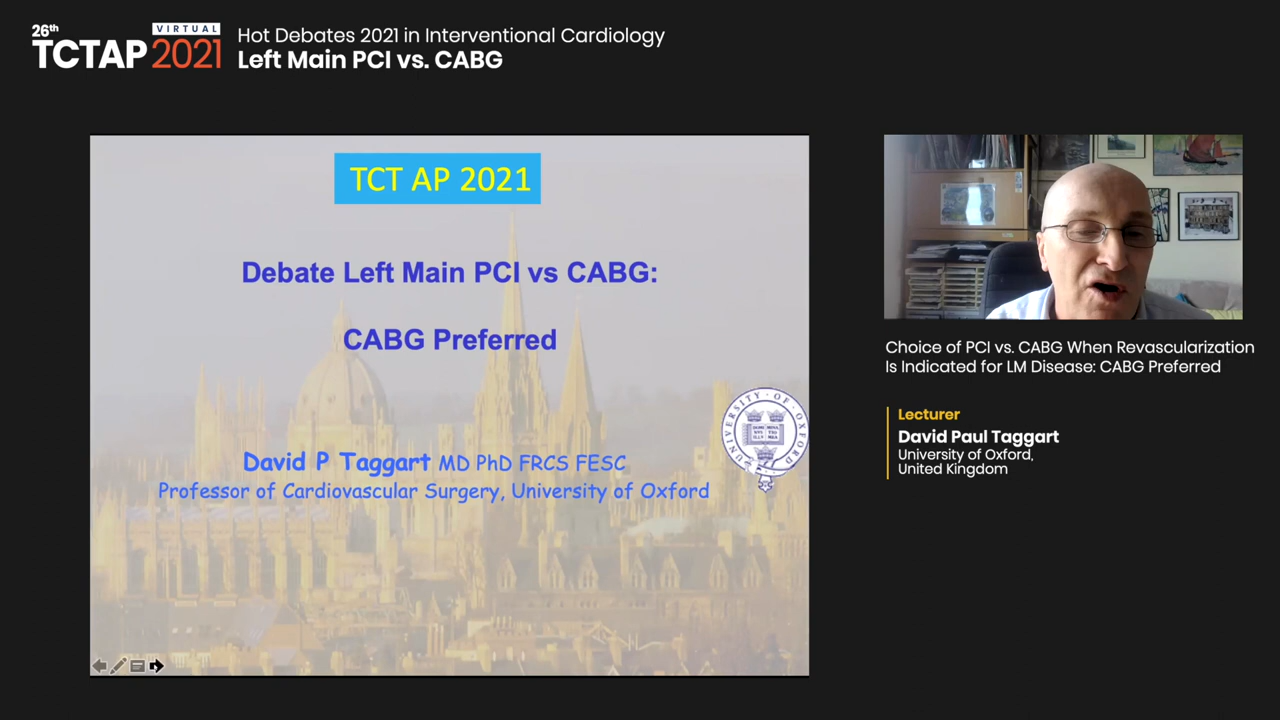 26th
VIRTUAL
TCTAP 2021
Hot Debates 2021 in Interventional Cardiology
Left Main PCI vs. CABG
TCT AP 2021
Debate Left Main PCI vs CABG:
CABG Preferred
David P Taggart MD PhD FRCS FESC
Professor of Cardiovascular Surgery, University of Oxford
UNIVERSITY · OF · OXFORD
Choice of PCI vs. CABG When Revascularization
Is Indicated for LM Disease: CABG Preferred
Lecturer
David Paul Taggart
University of Oxford,
United Kingdom